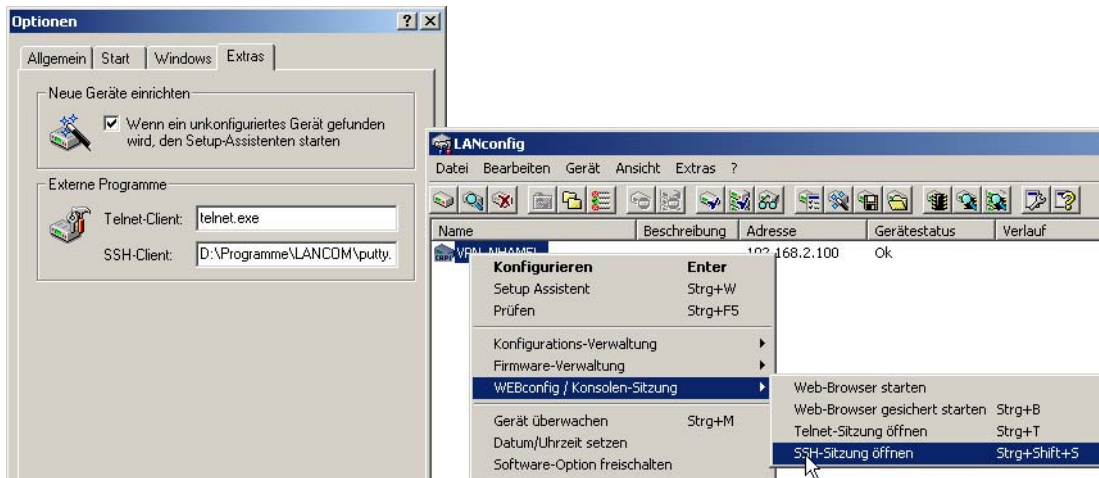 Optionen
Allgemein Start Windows Extras
Neue Geräte einrichten
Wenn ein unkonfiguriertes Gerät gefunden
wird, den Setup-Assistenten starten
Externe Programme
Telnet-Client: telnet.exe
SSH-Client: D:\Programme\LANCOM\putty.
LANconfig
Datei Bearbeiten Gerät Ansicht Extras ?
Name Beschreibung Adresse Gerätestatus Verlauf
VPN_NHAMEL 192.168.2.100 Ok
Konfigurieren Enter
Setup Assistent Strg+W
Prüfen Strg+F5
Konfigurations-Verwaltung
Firmware-Verwaltung
WEBconfig / Konsolen-Sitzung
Gerät überwachen Strg+M
Datum/Uhrzeit setzen
Software-Option freischalten
Web-Browser starten
Web-Browser gesichert starten Strg+B
Telnet-Sitzung öffnen Strg+T
SSH-Sitzung öffnen Strg+Shift+S